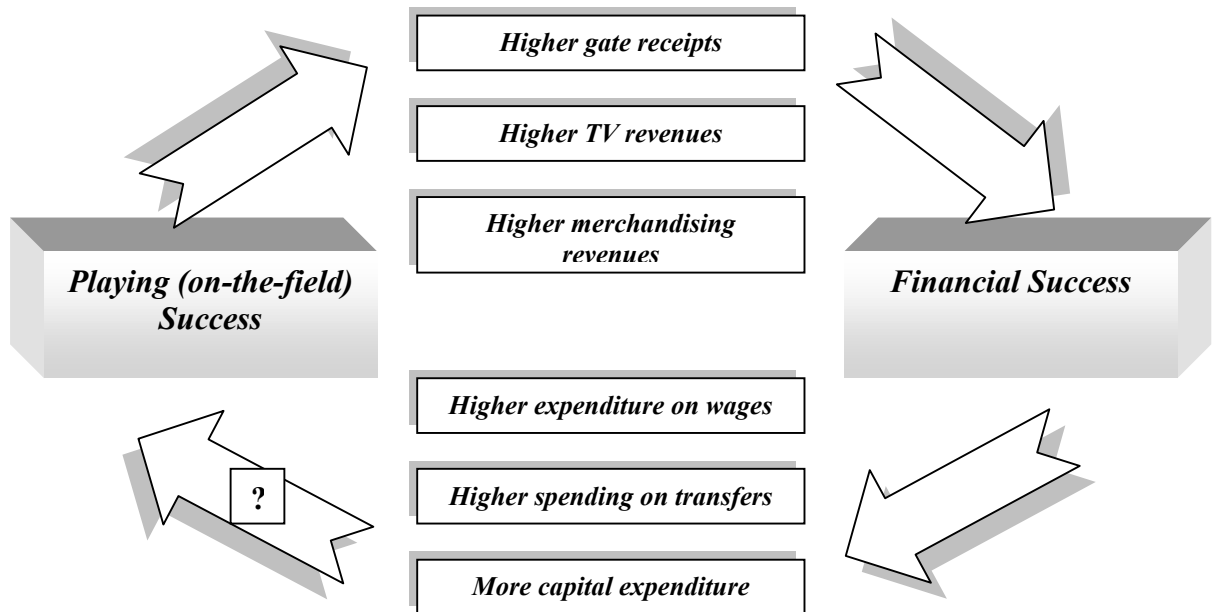 Higher gate receipts
Higher TV revenues
Higher merchandising
revenues
Playing (on-the-field)
Success
Financial Success
Higher expenditure on wages
?
Higher spending on transfers
More capital expenditure